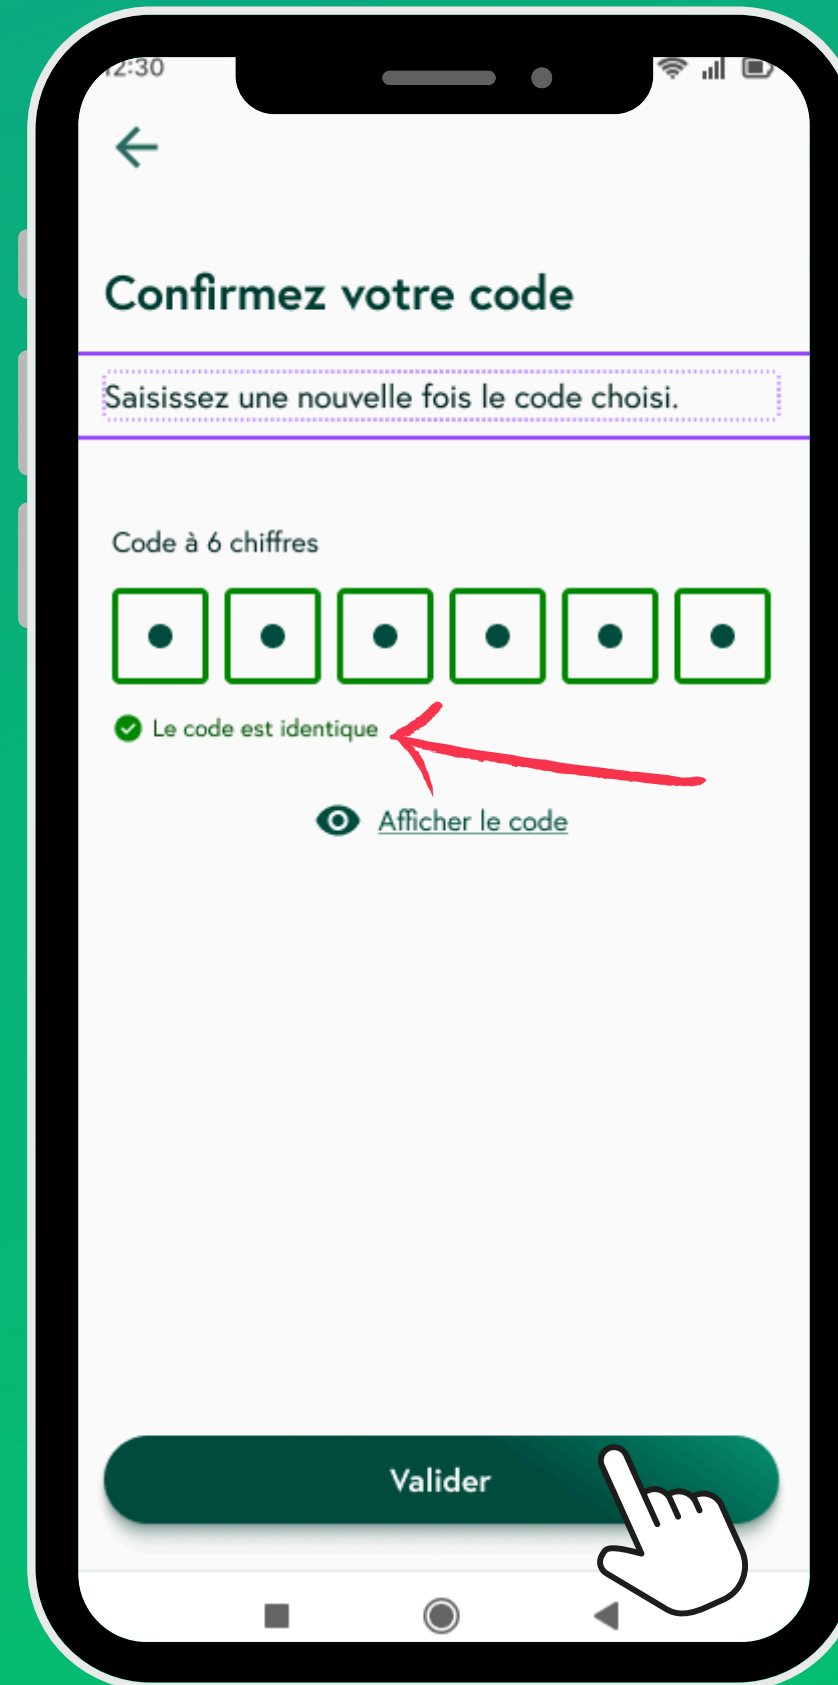 12:30
Confirmez votre code
Saisissez une nouvelle fois le code choisi.
Code à 6 chiffres
Le code est identique
Afficher le code
Valider